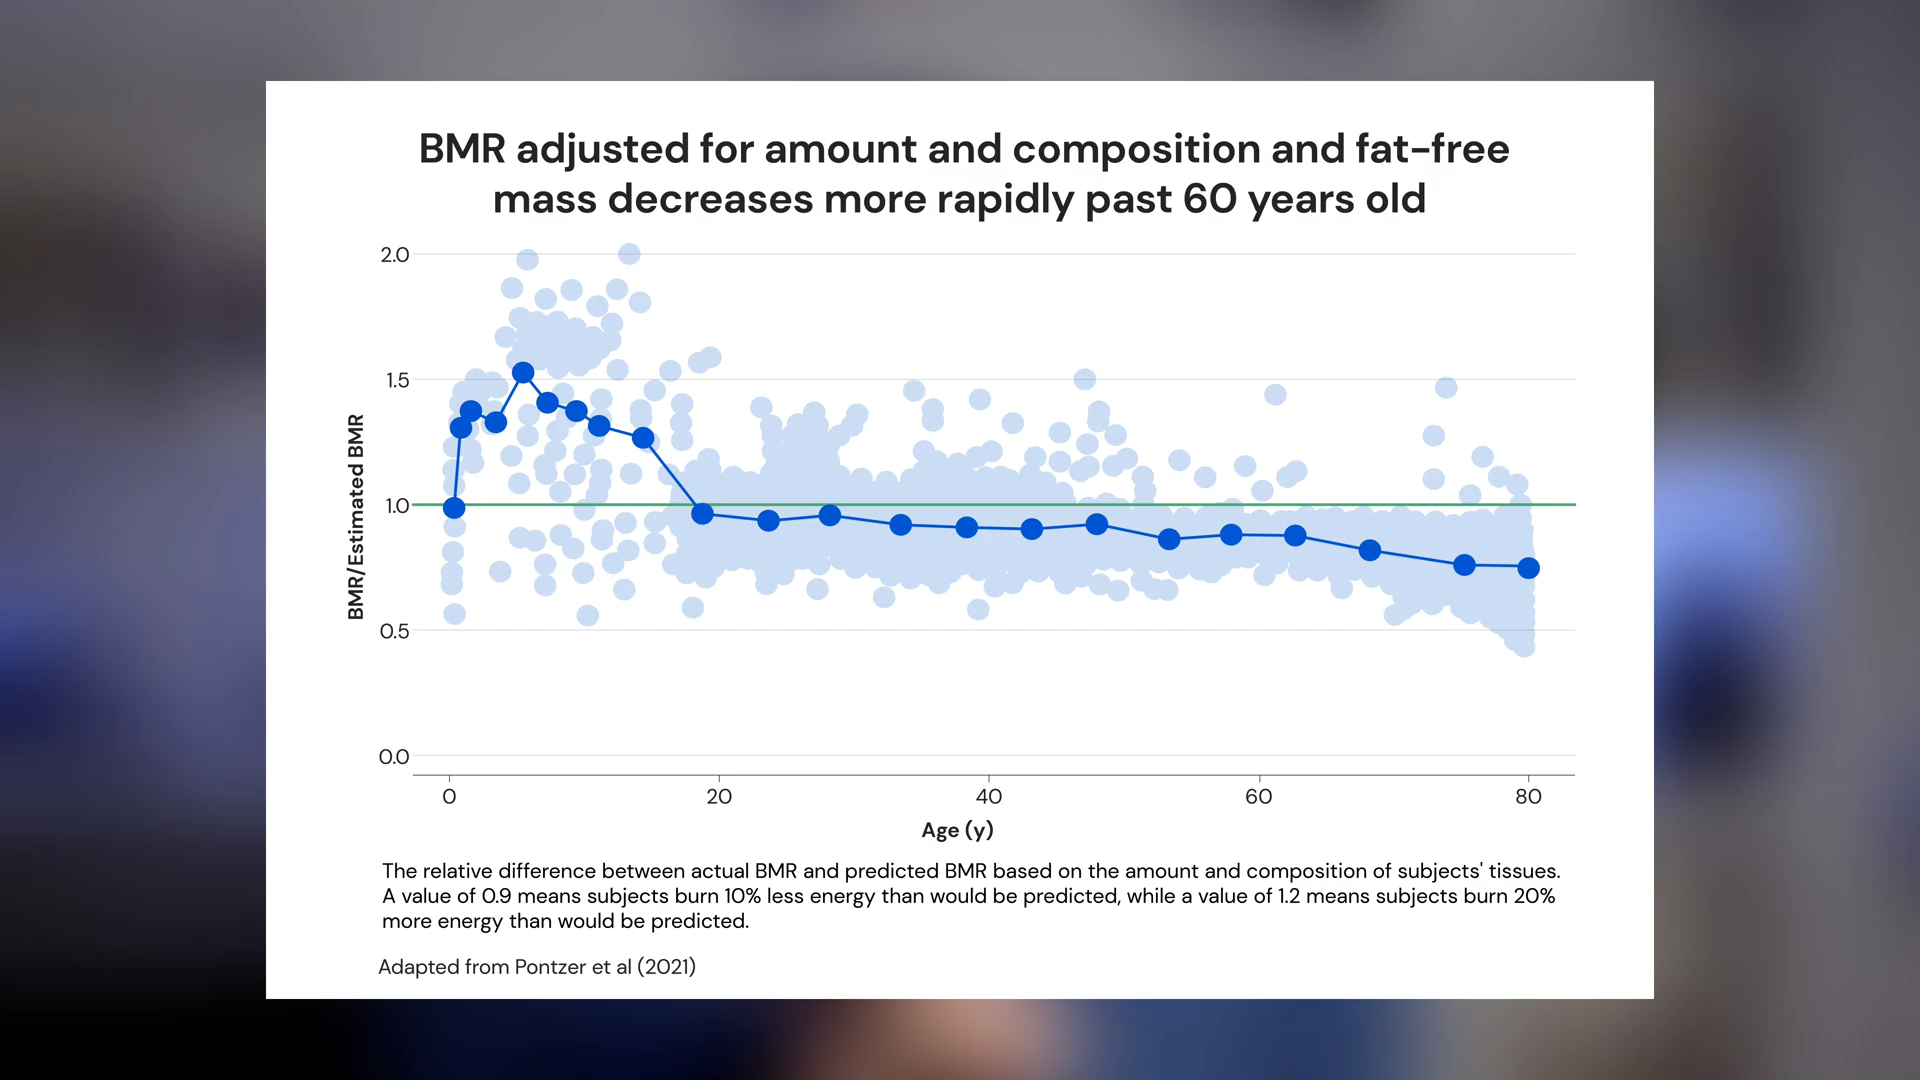 BMR adjusted for amount and composition and fat-free
mass decreases more rapidly past 60 years old
2.0
1.5
1.0
0.5
0.0
BMR/Estimated BMR
0
20
40
60
80
Age (y)
The relative difference between actual BMR and predicted BMR based on the amount and composition of subjects' tissues.
A value of 0.9 means subjects burn 10% less energy than would be predicted, while a value of 1.2 means subjects burn 20%
more energy than would be predicted.
Adapted from Pontzer et al (2021)